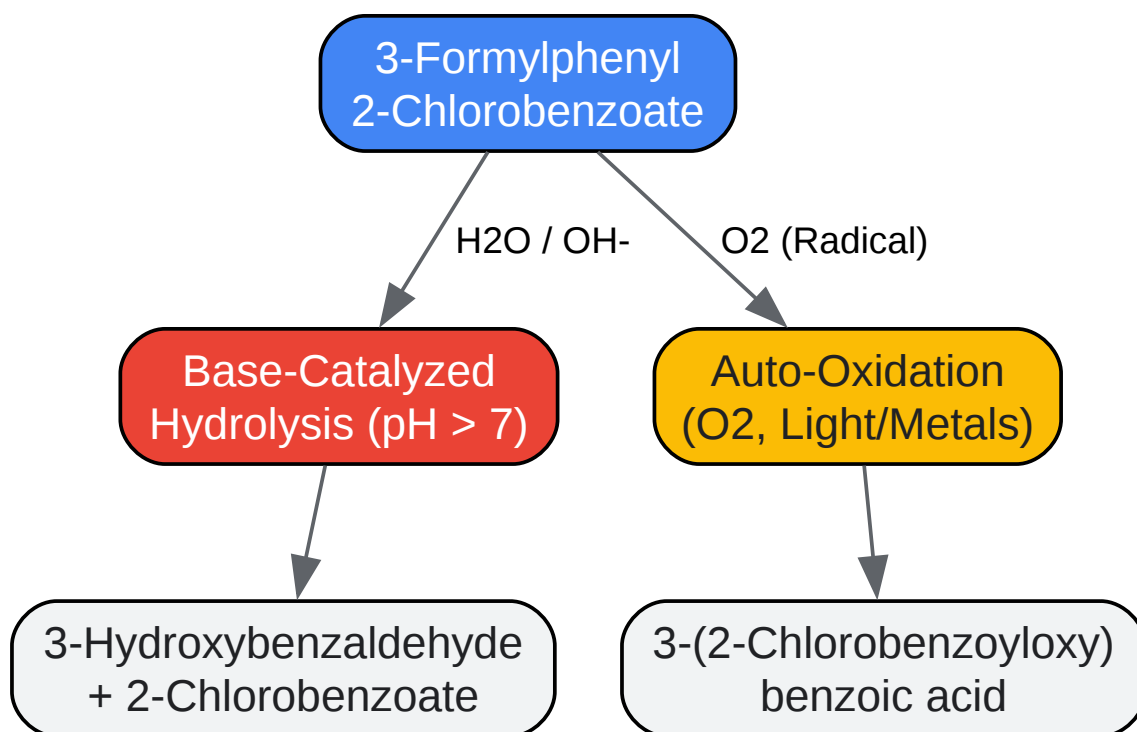 3-Formylphenyl
2-Chlorobenzoate
H2O / OH-
O2 (Radical)
Base-Catalyzed
Hydrolysis (pH > 7)
Auto-Oxidation
(O2, Light/Metals)
3-Hydroxybenzaldehyde
+ 2-Chlorobenzoate
3-(2-Chlorobenzoyloxy)
benzoic acid